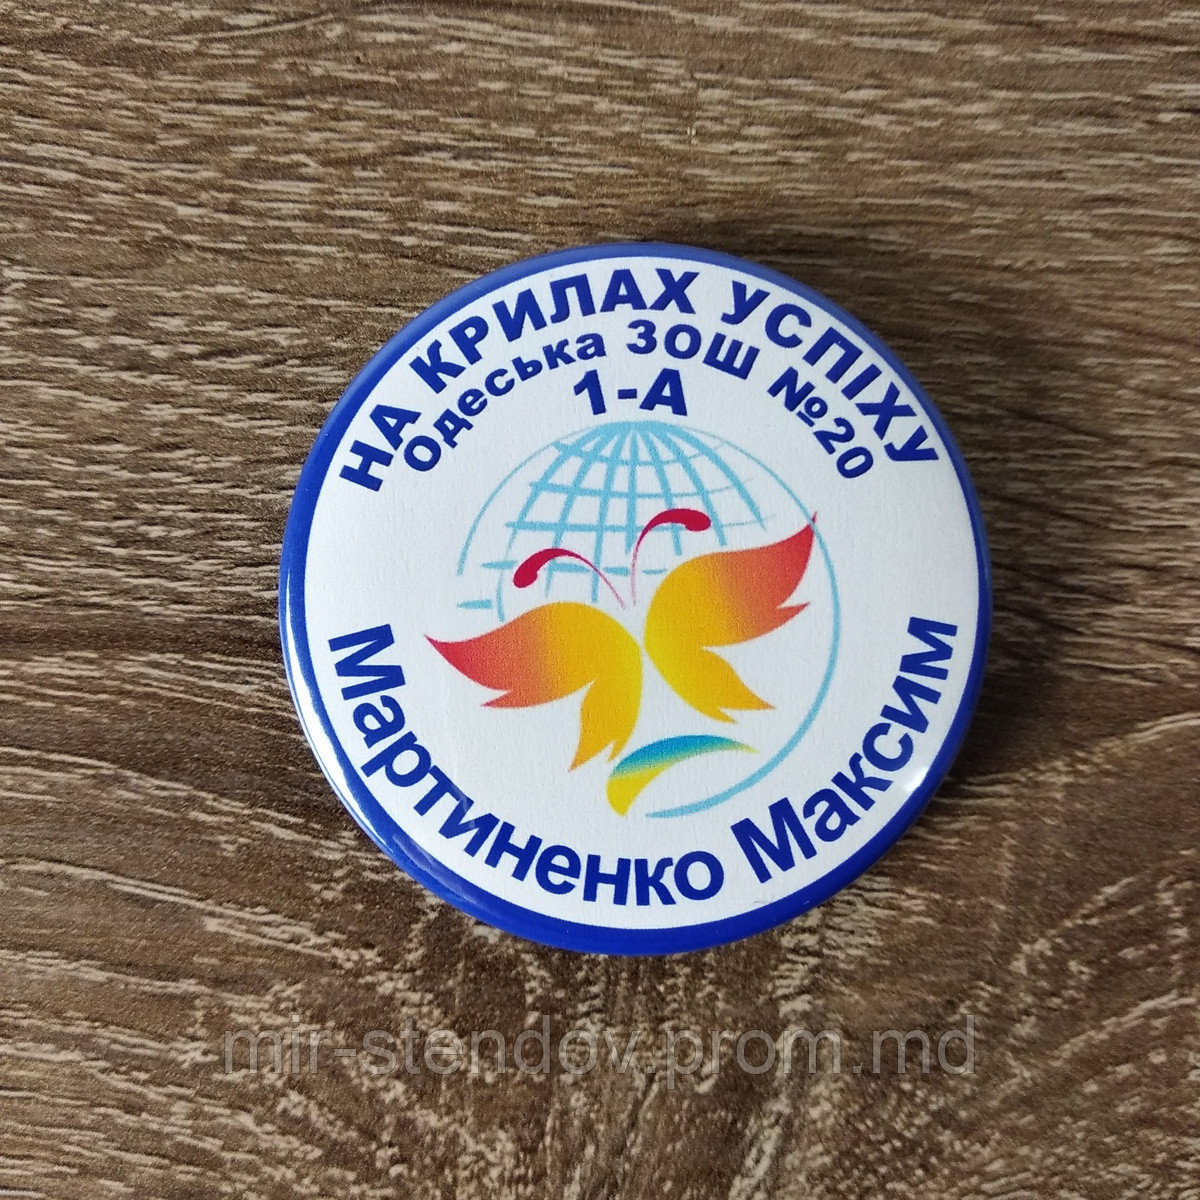 НА КРИЛАХ УСПІХУ
Одеська ЗОШ №20
1-А
Мартиненко Максим
mir-stendov.prom.md